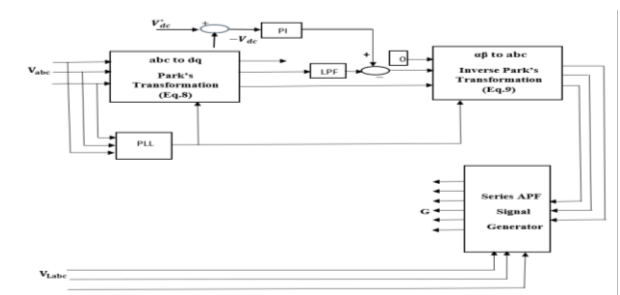 V*dc
+
-Vdc
PI
abc to dq
Park's
Transformation
(Eq.8)
Vabc
LPF
+
-
0
αβ to abc
Inverse Park's
Transformation
(Eq.9)
PLL
Series APF
Signal
Generator
G
VLabc